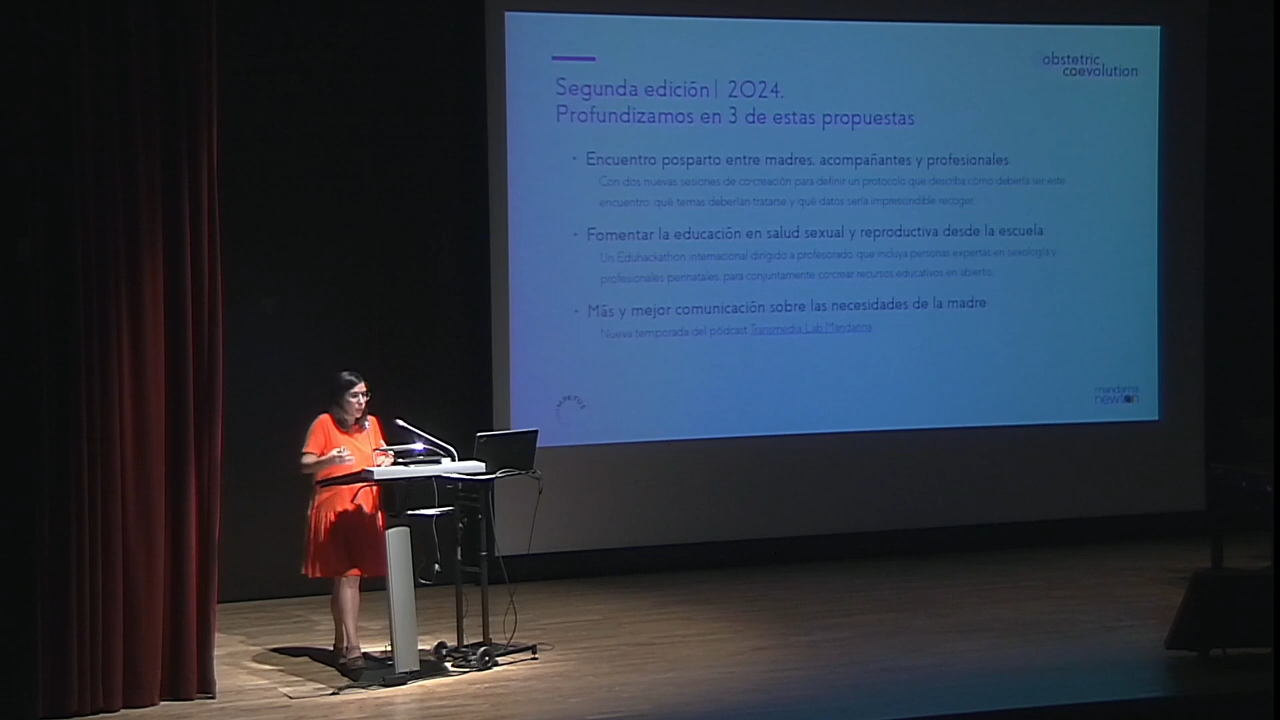 obstetric
coevolution
Segunda edición | 2024.
Profundizamos en 3 de estas propuestas
• Encuentro posparto entre madres, acompañantes y profesionales
Con dos nuevas sesiones de co-creación para definir un protocolo que describa cómo debería ser este
encuentro, qué temas deberían tratarse y qué datos sería imprescindible recoger.
• Fomentar la educación en salud sexual y reproductiva desde la escuela
Un Eduhackathon internacional dirigido a profesorado, que incluya personas expertas en sexología y
profesionales perinatales, para conjuntamente co-crear recursos educativos en abierto.
• Más y mejor comunicación sobre las necesidades de la madre
Nueva temporada del pódcast Transmedia Lab Mandarina
IMPETUS
mandarina
newton